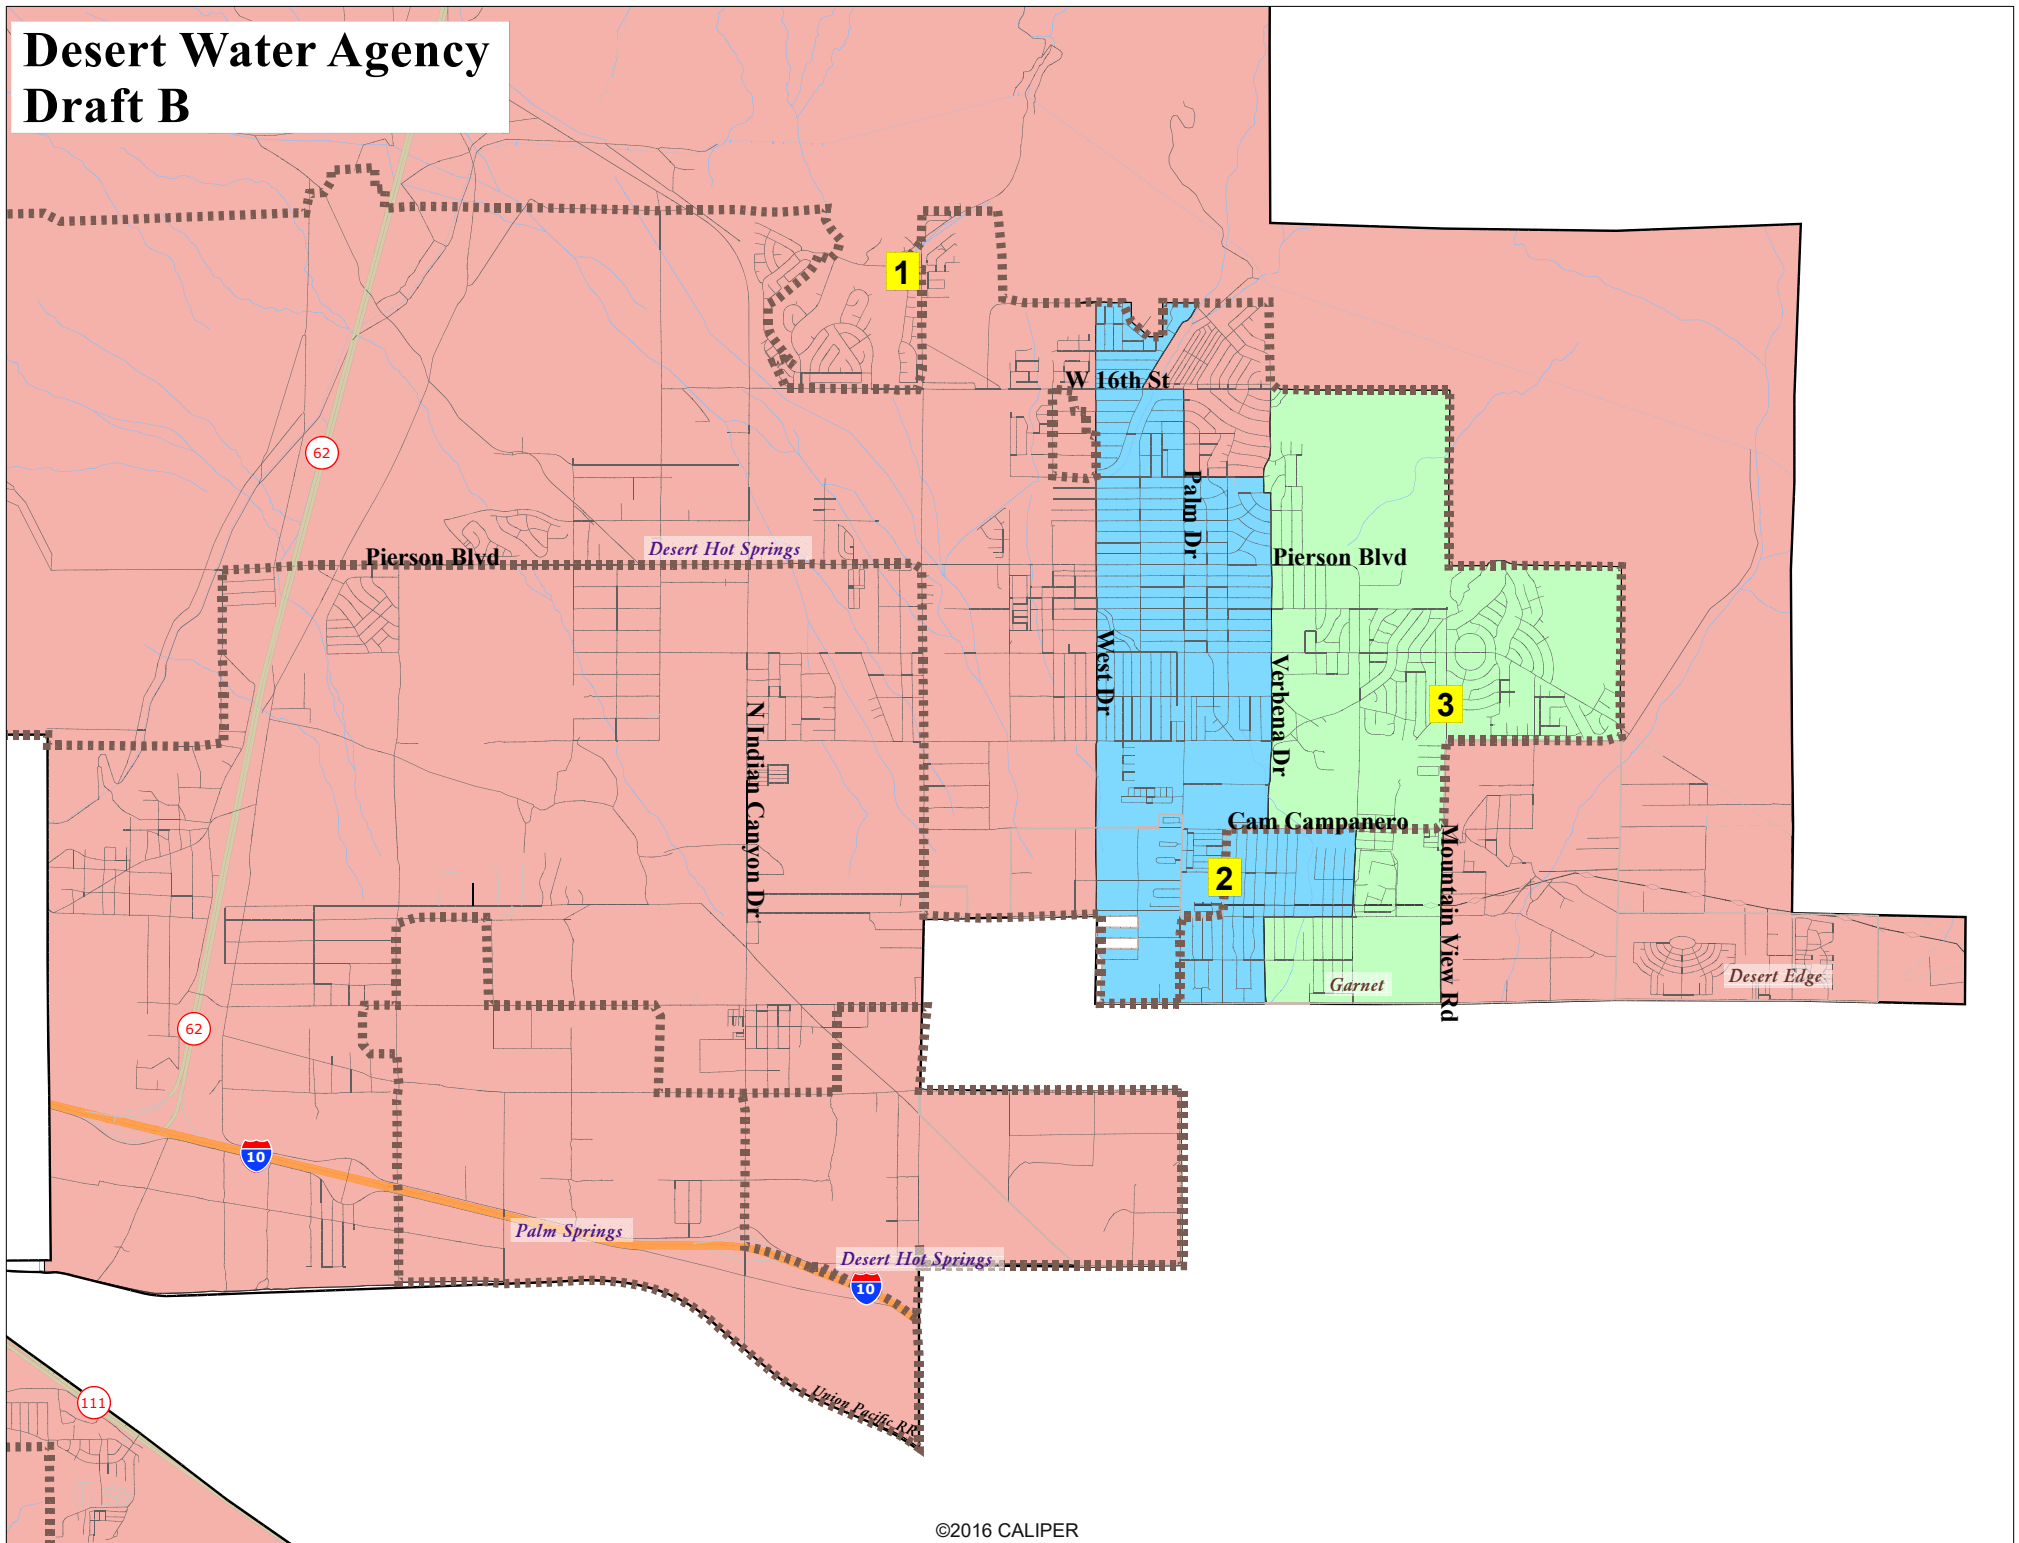 Desert Water Agency
Draft B
1
W 16th St
62
Palm Dr
Pierson Blvd
Desert Hot Springs
Pierson Blvd
West Dr
Verbena Dr
3
N Indian Canyon Dr
Cam Campanero
Mountain View Rd
2
Garnet
Desert Edge
62
10
Palm Springs
Desert Hot Springs
10
Union Pacific RR
111
©2016 CALIPER